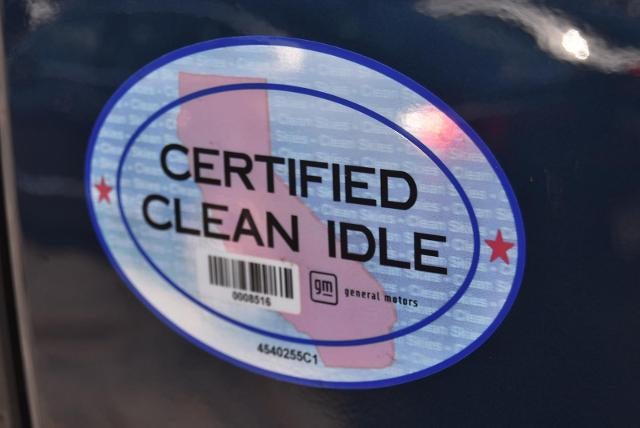 CERTIFIED
CLEAN IDLE
0008516
gm
general motors
4540255C1